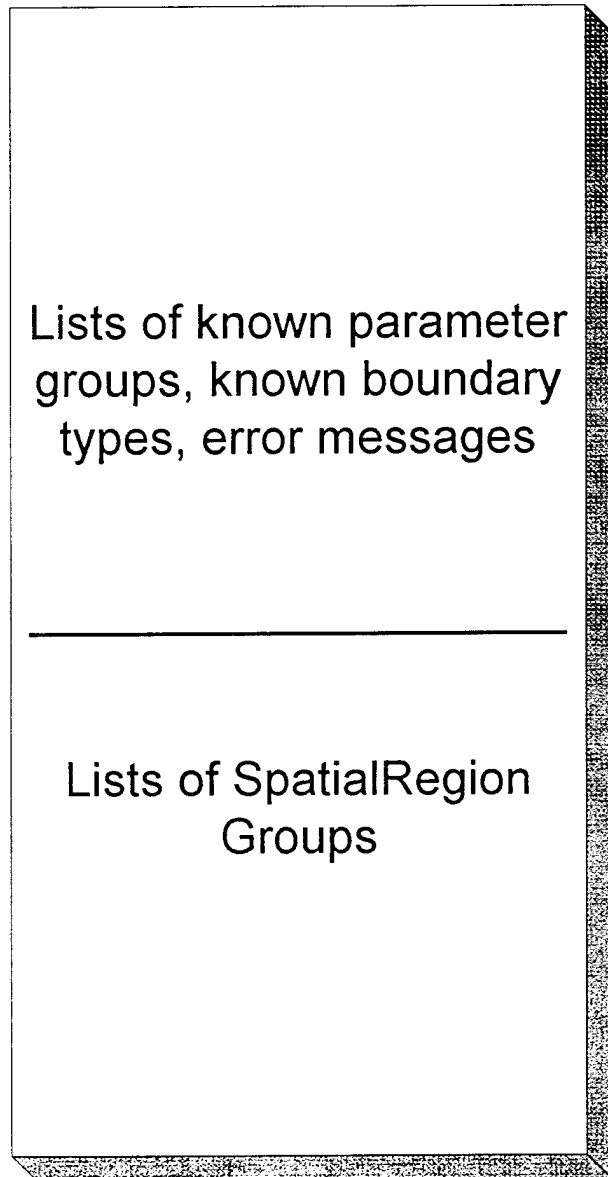 Lists of known parameter
groups, known boundary
types, error messages
Lists of SpatialRegion
Groups